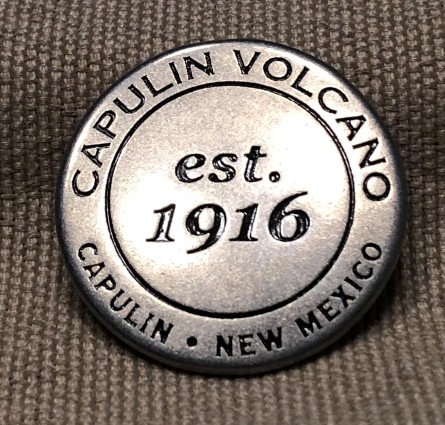 CAPULIN VOLCANO
est.
1916
CAPULIN • NEW MEXICO